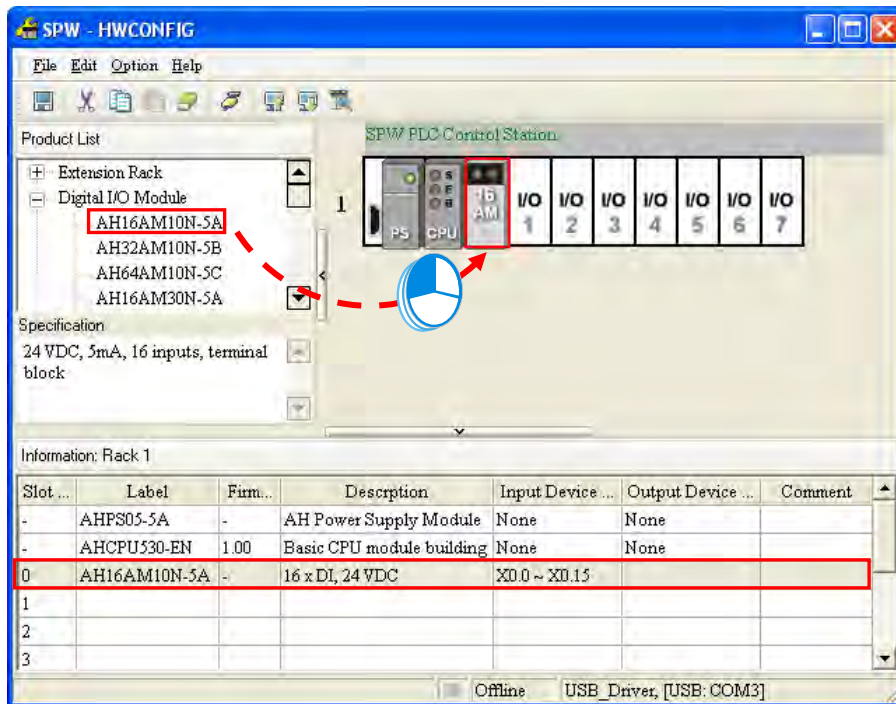 SPW - HWCONFIG
File Edit Option Help
Product List
Extension Rack
Digital I/O Module
AH16AM10N-5A
AH32AM10N-5B
AH64AM10N-5C
AH16AM30N-5A
Specification
24 VDC, 5mA, 16 inputs, terminal
block
SPW PLC Control Station
1
PS
CPU S F B
16 AM
I/O 1
I/O 2
I/O 3
I/O 4
I/O 5
I/O 6
I/O 7
Information: Rack 1
Slot ... Label Firm... Descrption Input Device ... Output Device ... Comment
- AHPS05-5A - AH Power Supply Module None None
- AHCPU530-EN 1.00 Basic CPU module building None None
0 AH16AM10N-5A - 16 x DI, 24 VDC X0.0 ~ X0.15
1
2
3
Offline USB_Driver, [USB: COM3]